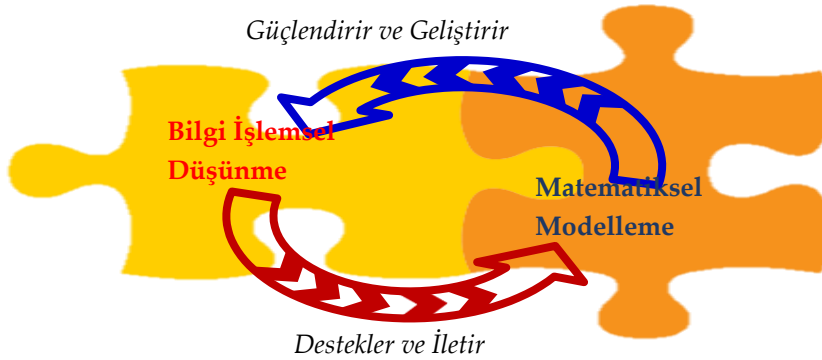 Güçlendirir ve Geliştirir
Bilgi İşlemsel
Düşünme
Matematiksel
Modelleme
Destekler ve İletir